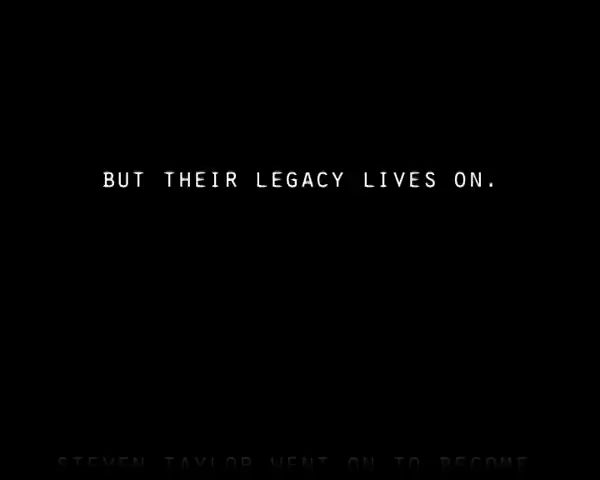 BUT THEIR LEGACY LIVES ON.
STEVEN TAYLOR WENT ON TO BECOME